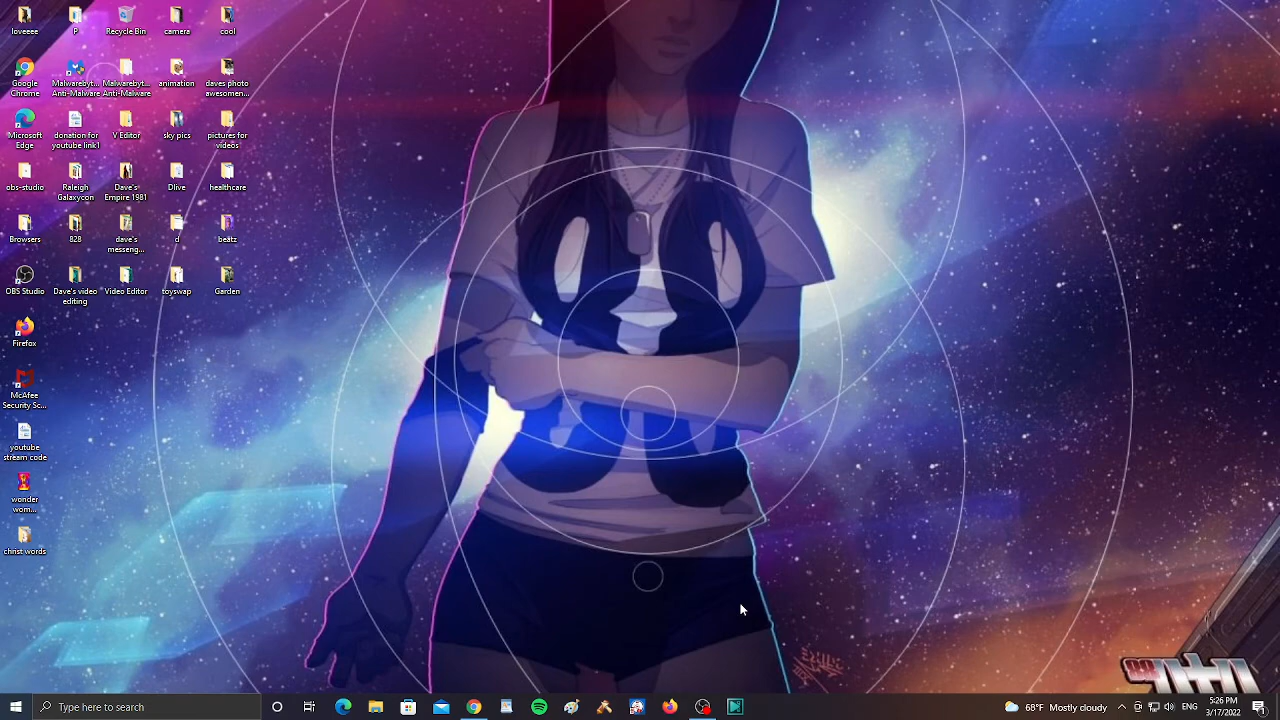 loveeee
P
Recycle Bin
camera
cool
Google
Chrome
Malwarebyt...
Anti-Malware
Malwarebyt...
Anti-Malware
animation
daves photo
awesomen...
Microsoft
Edge
donation for
youtube link1
V Editor
sky pics
pictures for
videos
obs-studio
Raleigh
Galaxycon
Dave's
Empire 1981
Dlive
healthcare
Browsers
828
dave's
messeng...
d
beatz
OBS Studio
Dave's video
editing
Video Editor
toyswap
Garden
Firefox
McAfee
Security Sc...
youtube
stream code
wonder
wom...
christ words
Type here to search
68°F Mostly cloudy
ENG
5:26 PM
3/17/2022